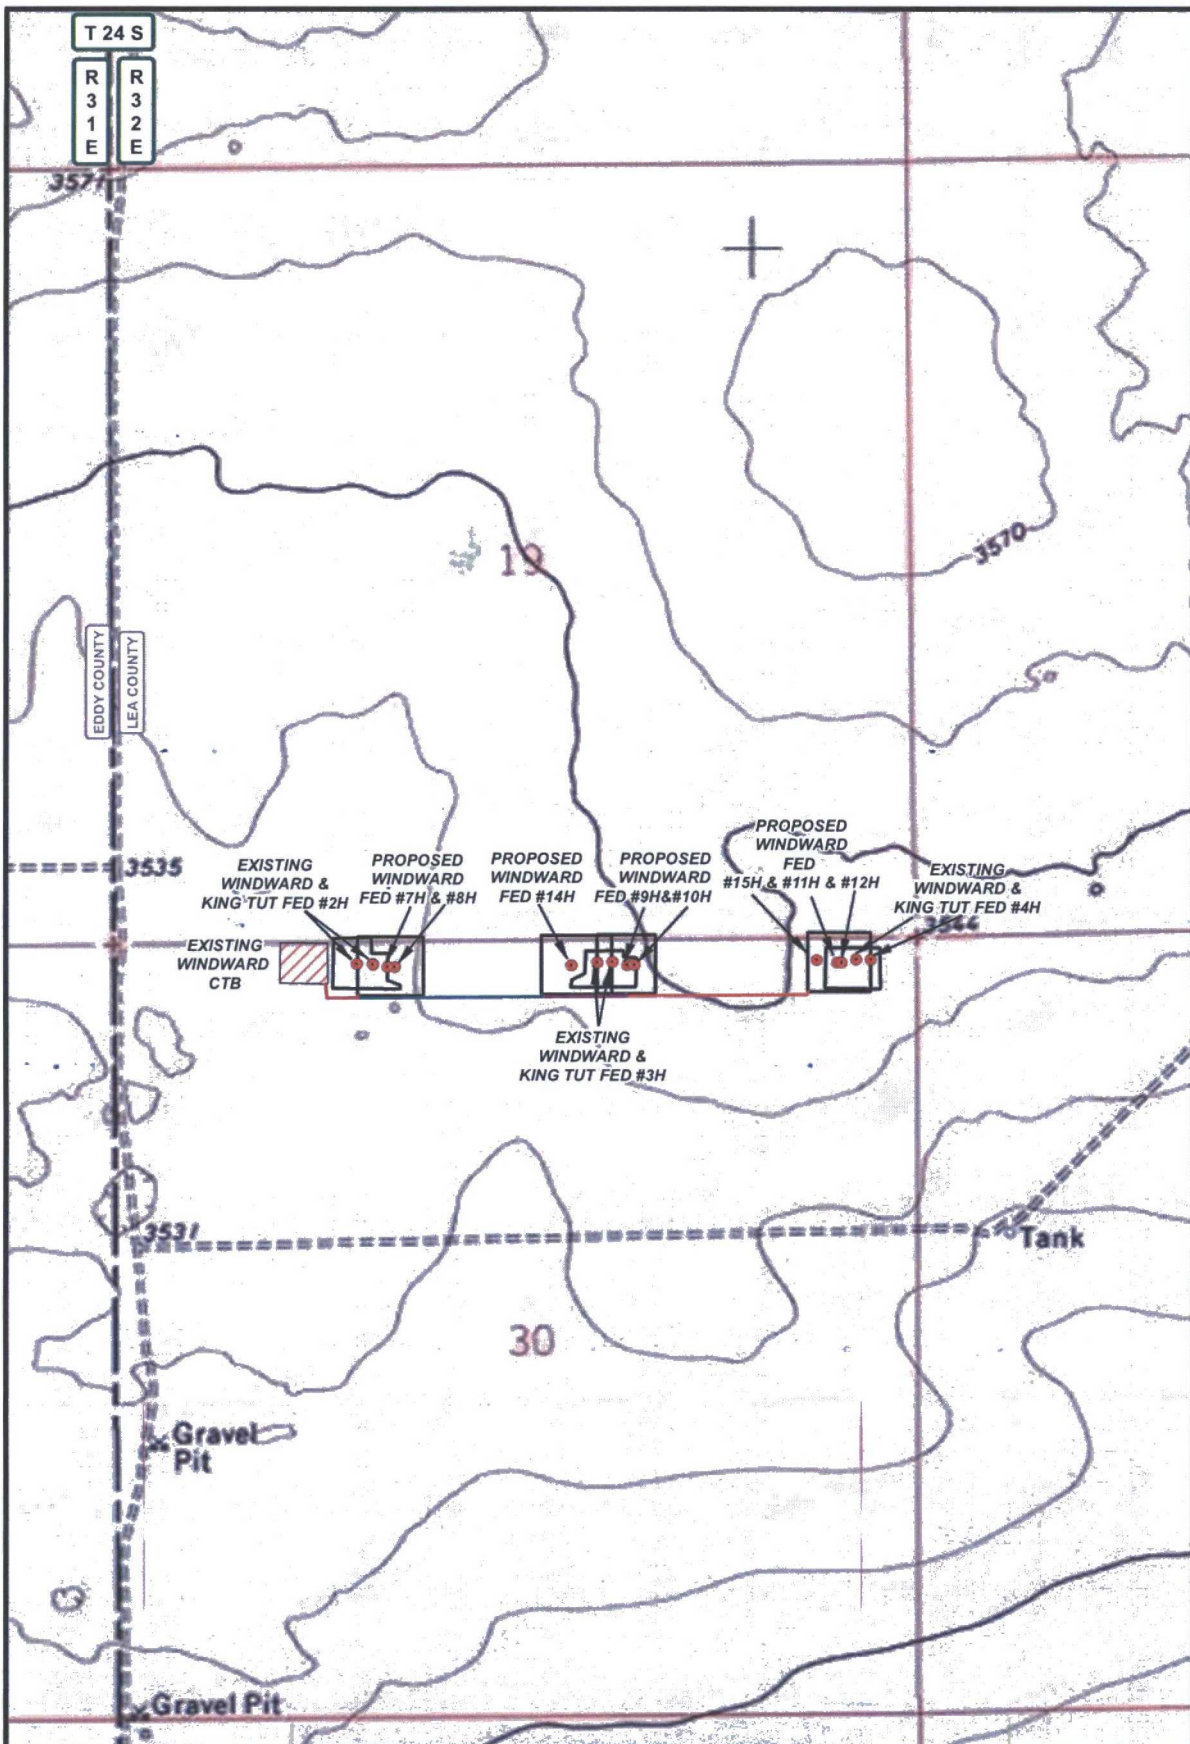 T 24 S
R
3
1
E
R
3
2
E
3571
19
3570
EDDY COUNTY
LEA COUNTY
3535
EXISTING
WINDWARD &
KING TUT FED #2H
PROPOSED
WINDWARD
FED #7H & #8H
PROPOSED
WINDWARD
FED #14H
PROPOSED
WINDWARD
FED #9H&#10H
PROPOSED
WINDWARD
FED
#15H & #11H & #12H
EXISTING
WINDWARD &
KING TUT FED #4H
3544
EXISTING
WINDWARD
CTB
EXISTING
WINDWARD &
KING TUT FED #3H
3531
Tank
30
Gravel
Pit
Gravel Pit